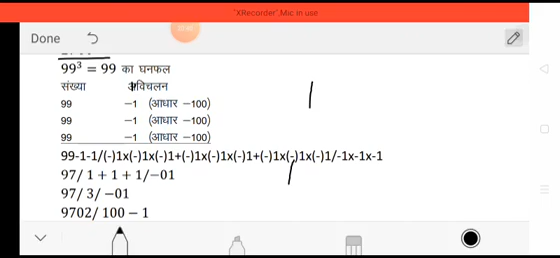 'XRecorder',Mic in use
Done
99³ = 99 का घनफल
संख्या विचलन
99 −1 (आधार −100)
99 −1 (आधार −100)
99 −1 (आधार −100)
99-1-1/(-)1x(-)1x(-)1+(-)1x(-)1x(-)1+(-)1x(-)1x(-)1/-1x-1x-1
97/ 1 + 1 + 1/−01
97/ 3/ −01
9702/ 100 − 1